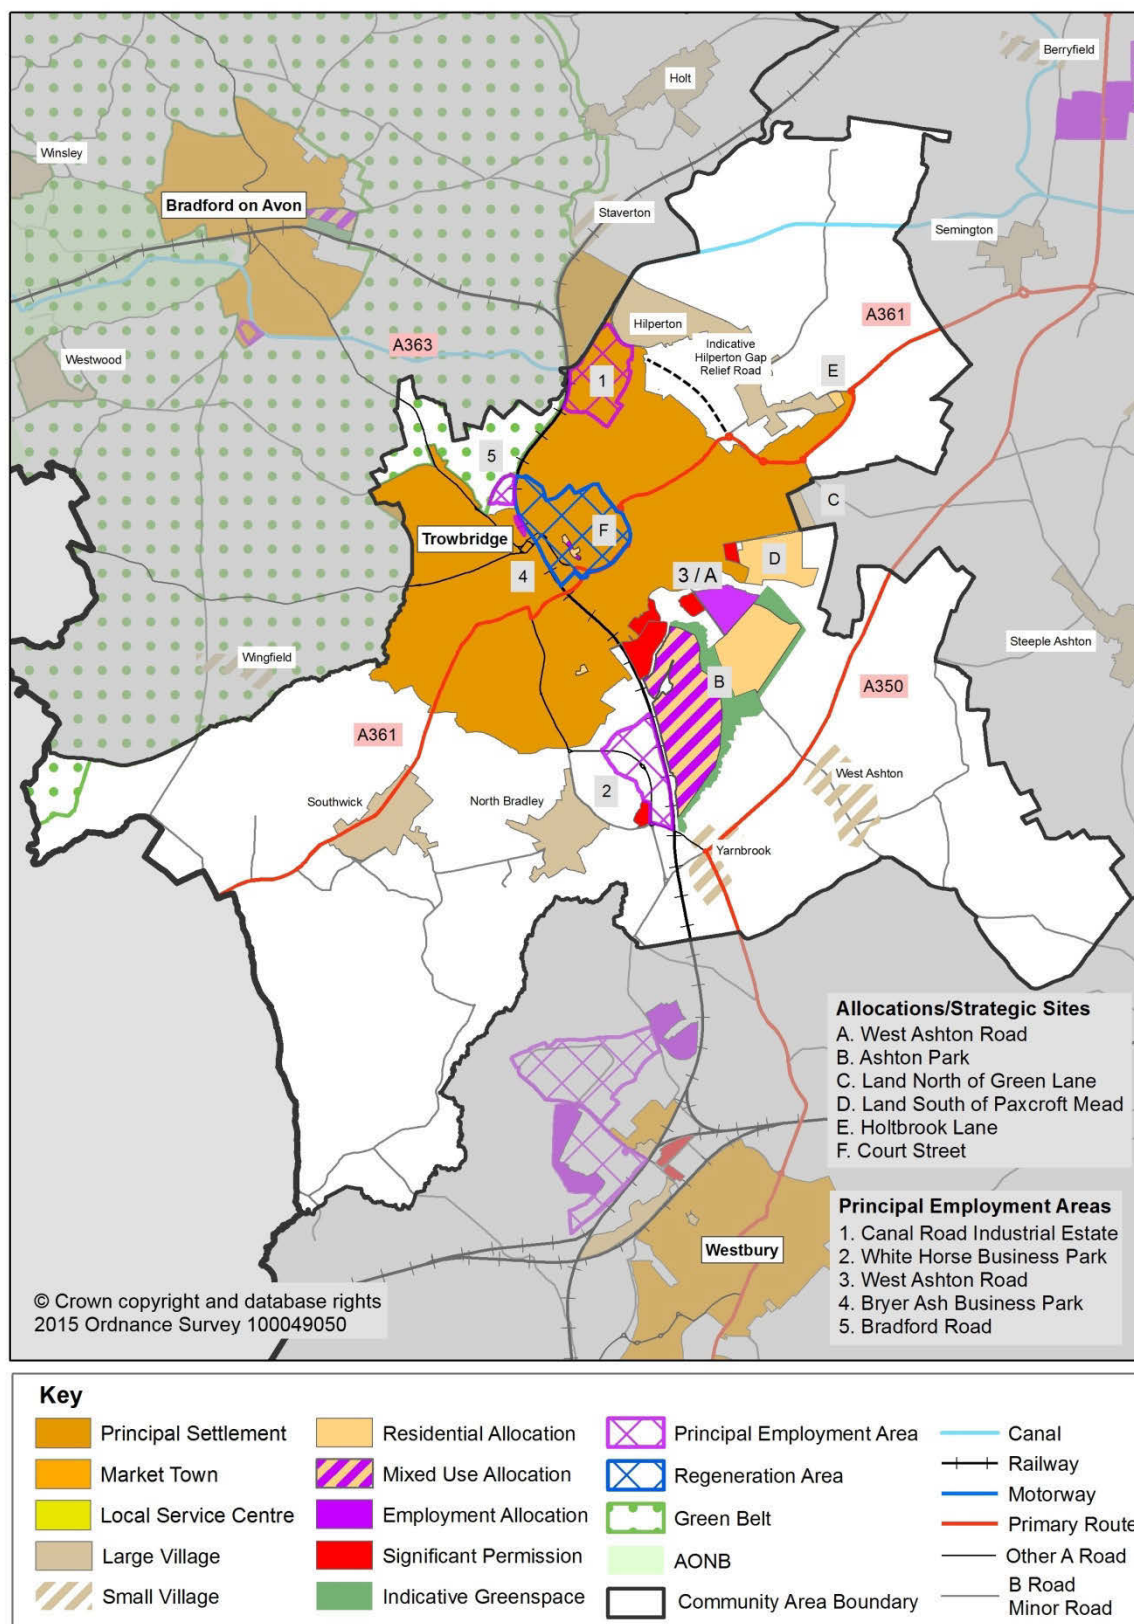 Berryfield
Holt
Winsley
Bradford on Avon
Staverton
Semington
A361
Hilperton
Indicative
Hilperton Gap
Relief Road
A363
Westwood
E
1
5
C
Trowbridge
F
D
4
3 / A
Steeple Ashton
Wingfield
B
A350
A361
West Ashton
2
Southwick
North Bradley
Yarnbrook
Allocations/Strategic Sites
A. West Ashton Road
B. Ashton Park
C. Land North of Green Lane
D. Land South of Paxcroft Mead
E. Holtbrook Lane
F. Court Street
Principal Employment Areas
1. Canal Road Industrial Estate
2. White Horse Business Park
3. West Ashton Road
4. Bryer Ash Business Park
5. Bradford Road
Westbury
© Crown copyright and database rights
2015 Ordnance Survey 100049050
Key
Principal Settlement
Market Town
Local Service Centre
Large Village
Small Village
Residential Allocation
Mixed Use Allocation
Employment Allocation
Significant Permission
Indicative Greenspace
Principal Employment Area
Regeneration Area
Green Belt
AONB
Community Area Boundary
Canal
Railway
Motorway
Primary Route
Other A Road
B Road
Minor Road